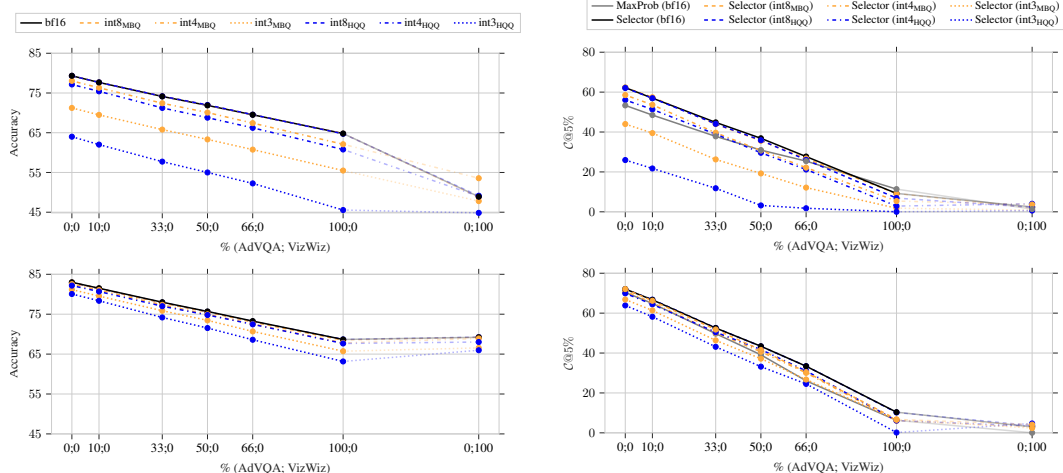 bf16 int8MBQ int4MBQ int3MBQ int8HQQ int4HQQ int3HQQ
85
75
65
55
45
Accuracy
0;0 10;0 33;0 50;0 66;0 100;0 0;100
% (AdVQA; VizWiz)
MaxProb (bf16) Selector (int8MBQ) Selector (int4MBQ) Selector (int3MBQ)
Selector (bf16) Selector (int8HQQ) Selector (int4HQQ) Selector (int3HQQ)
80
60
40
20
0
C@5%
0;0 10;0 33;0 50;0 66;0 100;0 0;100
% (AdVQA; VizWiz)
85
75
65
55
45
Accuracy
0;0 10;0 33;0 50;0 66;0 100;0 0;100
% (AdVQA; VizWiz)
80
60
40
20
0
C@5%
0;0 10;0 33;0 50;0 66;0 100;0 0;100
% (AdVQA; VizWiz)